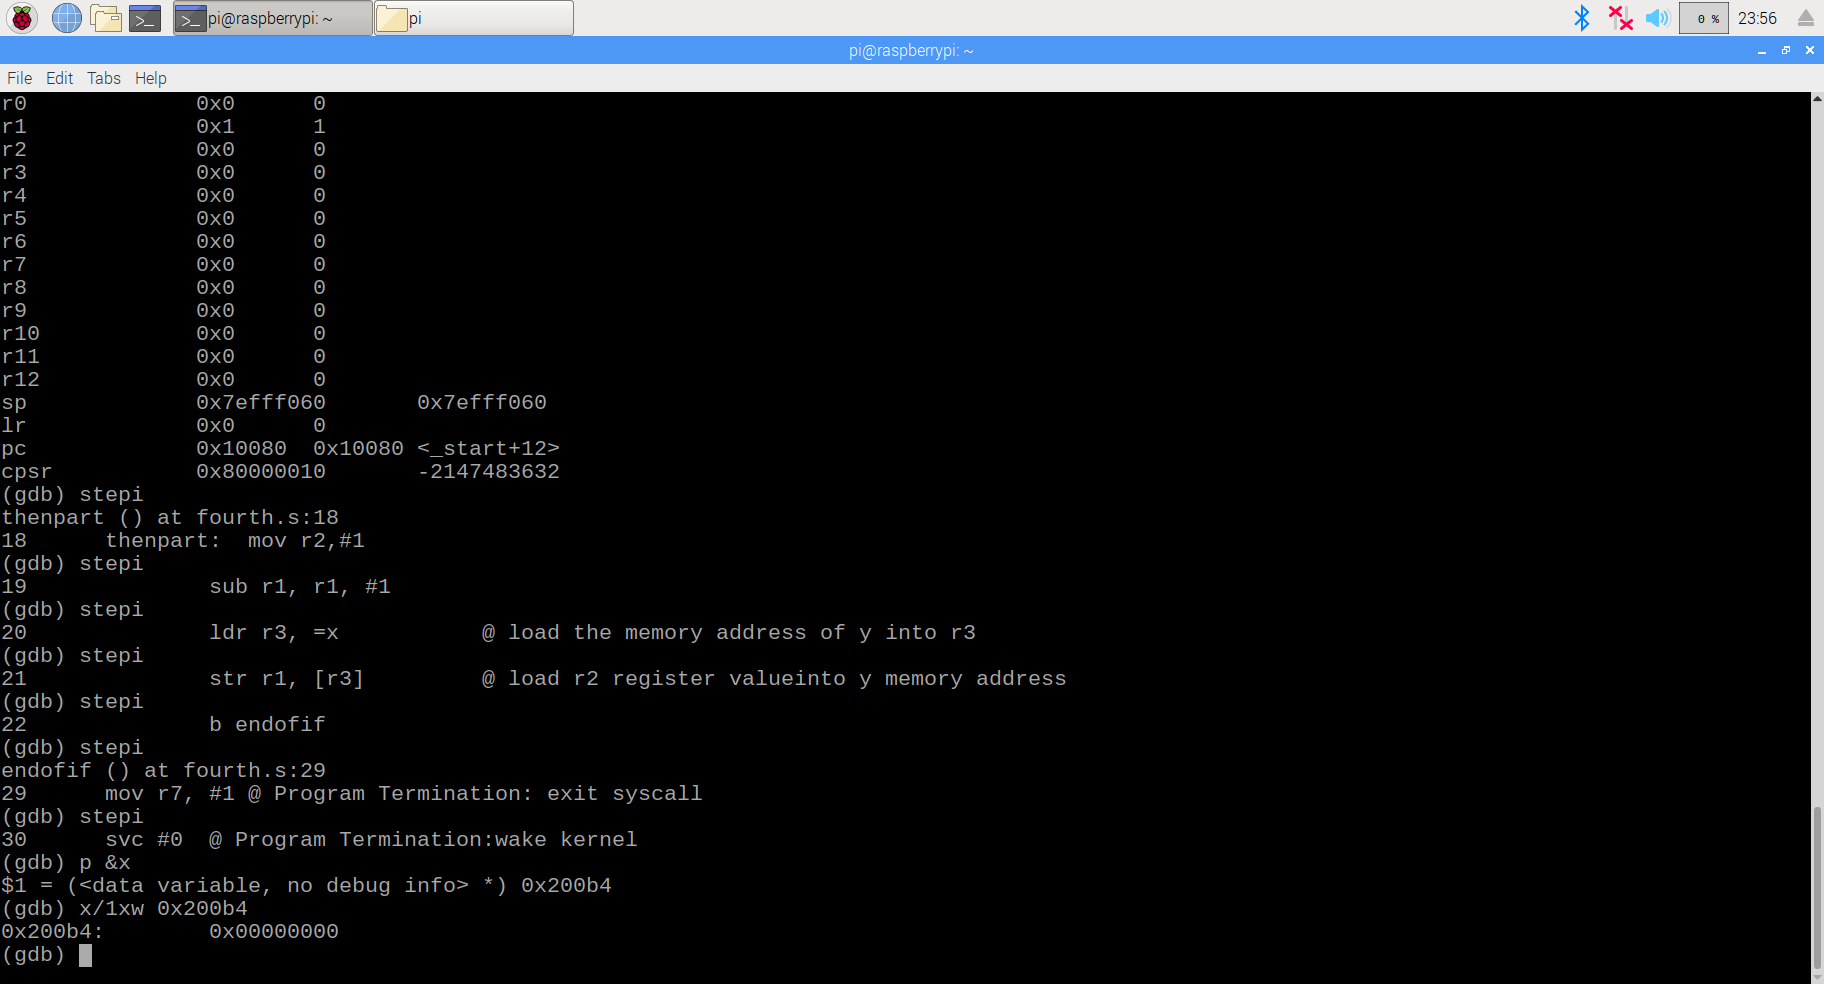 pi@raspberrypi: ~
pi
0 %
23:56
pi@raspberrypi: ~
File Edit Tabs Help
r0 0x0 0
r1 0x1 1
r2 0x0 0
r3 0x0 0
r4 0x0 0
r5 0x0 0
r6 0x0 0
r7 0x0 0
r8 0x0 0
r9 0x0 0
r10 0x0 0
r11 0x0 0
r12 0x0 0
sp 0x7efff060 0x7efff060
lr 0x0 0
pc 0x10080 0x10080 <_start+12>
cpsr 0x80000010 -2147483632
(gdb) stepi
thenpart () at fourth.s:18
18 thenpart: mov r2,#1
(gdb) stepi
19 sub r1, r1, #1
(gdb) stepi
20 ldr r3, =x @ load the memory address of y into r3
(gdb) stepi
21 str r1, [r3] @ load r2 register valueinto y memory address
(gdb) stepi
22 b endofif
(gdb) stepi
endofif () at fourth.s:29
29 mov r7, #1 @ Program Termination: exit syscall
(gdb) stepi
30 svc #0 @ Program Termination:wake kernel
(gdb) p &x
$1 = (<data variable, no debug info> *) 0x200b4
(gdb) x/1xw 0x200b4
0x200b4: 0x00000000
(gdb)